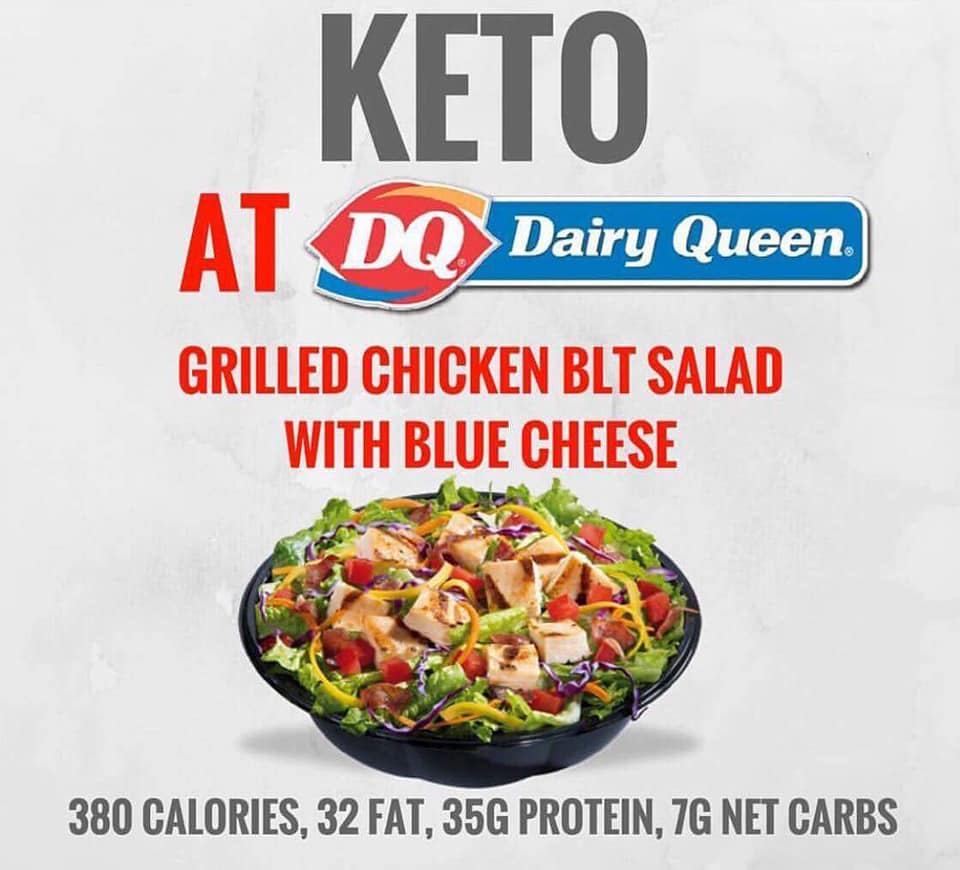 KETO
AT DQ® Dairy Queen®
GRILLED CHICKEN BLT SALAD
WITH BLUE CHEESE
380 CALORIES, 32 FAT, 35G PROTEIN, 7G NET CARBS